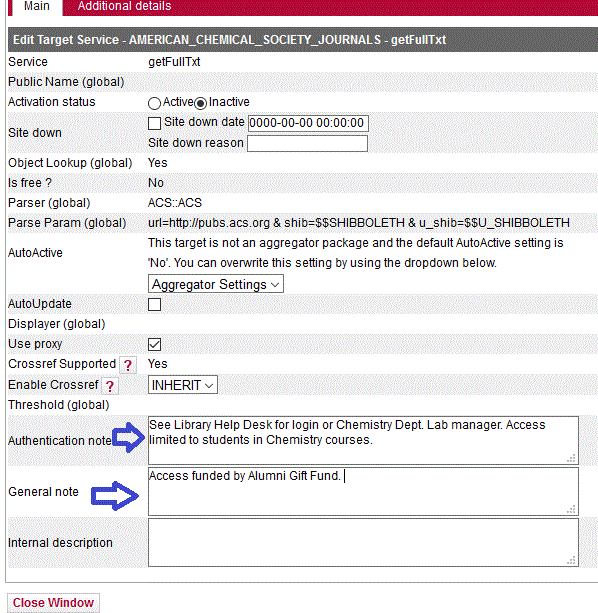 Main Additional details
Edit Target Service - AMERICAN_CHEMICAL_SOCIETY_JOURNALS - getFullTxt
Service getFullTxt
Public Name (global)
Activation status Active Inactive
Site down Site down date 0000-00-00 00:00:00
Site down reason
Object Lookup (global) Yes
Is free ? No
Parser (global) ACS::ACS
Parse Param (global) url=http://pubs.acs.org & shib=$$SHIBBOLETH & u_shib=$$U_SHIBBOLETH
AutoActive This target is not an aggregator package and the default AutoActive setting is
'No'. You can overwrite this setting by using the dropdown below.
Aggregator Settings
AutoUpdate
Displayer (global)
Use proxy
Crossref Supported ? Yes
Enable Crossref ? INHERIT
Threshold (global)
Authentication note See Library Help Desk for login or Chemistry Dept. Lab manager. Access
limited to students in Chemistry courses.
General note Access funded by Alumni Gift Fund.
Internal description
Close Window